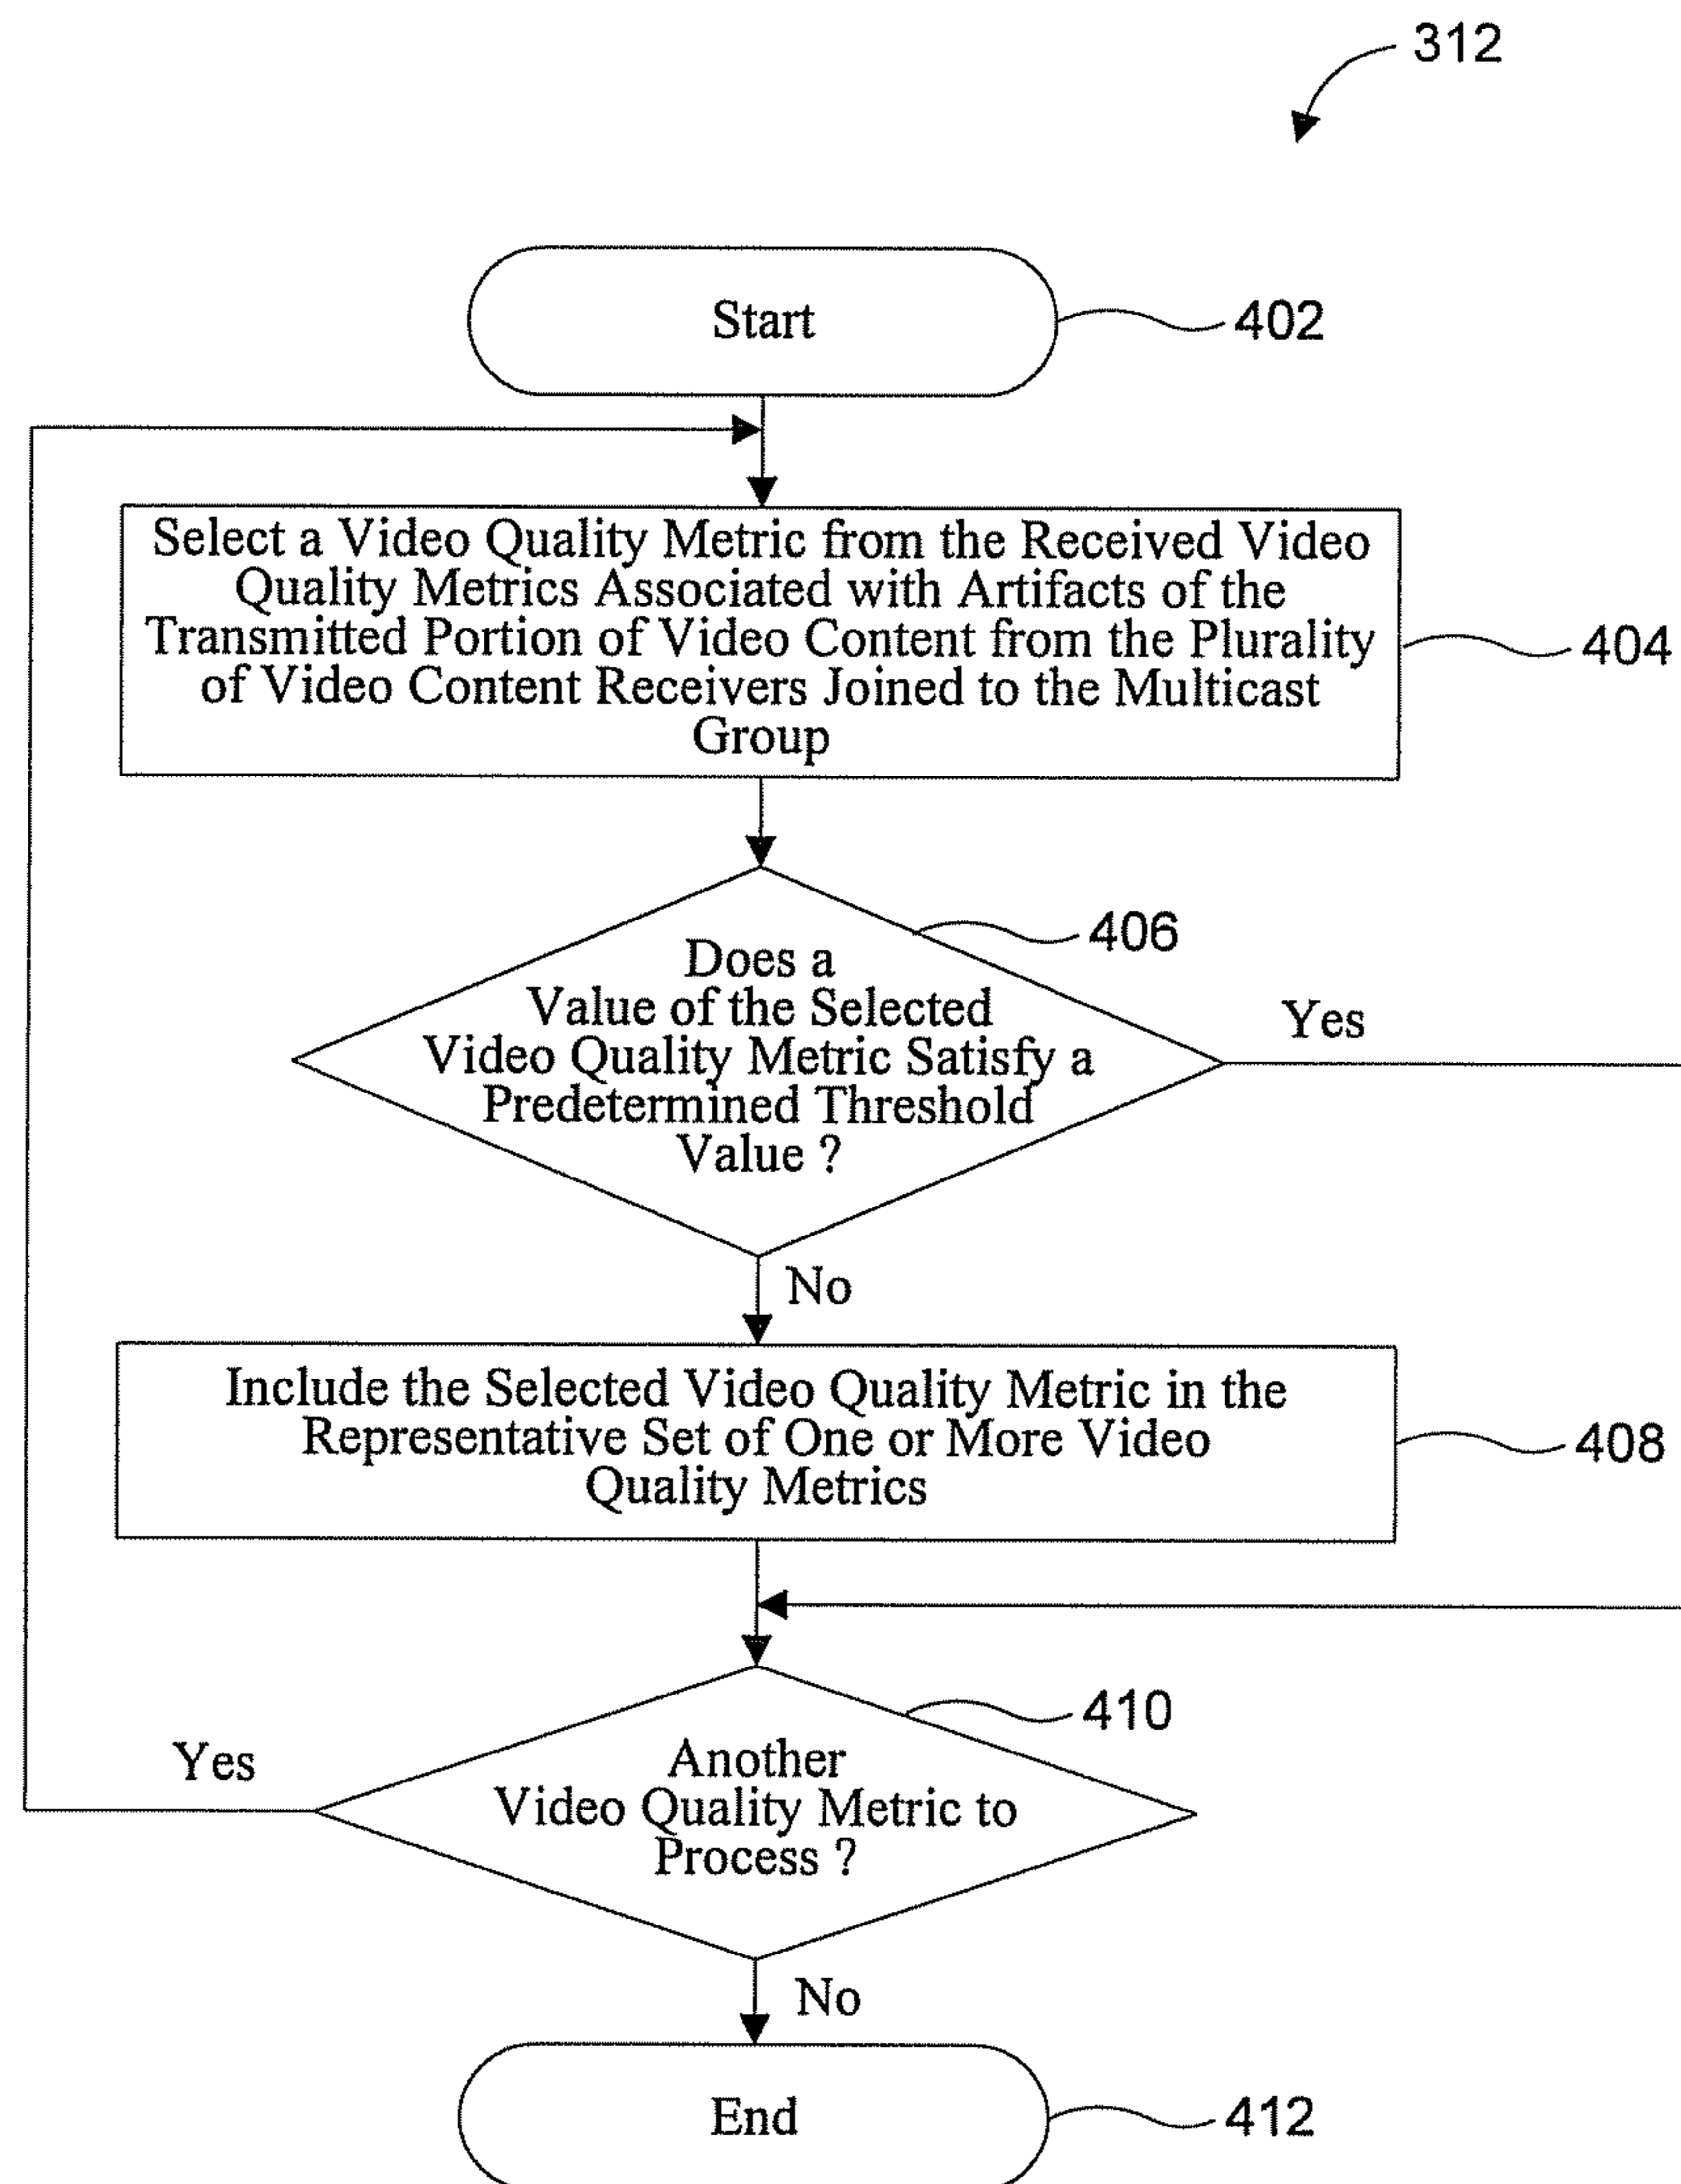 312
Start
402
Select a Video Quality Metric from the Received Video
Quality Metrics Associated with Artifacts of the
Transmitted Portion of Video Content from the Plurality
of Video Content Receivers Joined to the Multicast
Group
404
406
Does a
Value of the Selected
Video Quality Metric Satisfy a
Predetermined Threshold
Value ?
Yes
No
Include the Selected Video Quality Metric in the
Representative Set of One or More Video
Quality Metrics
408
410
Another
Video Quality Metric to
Process ?
Yes
No
End
412